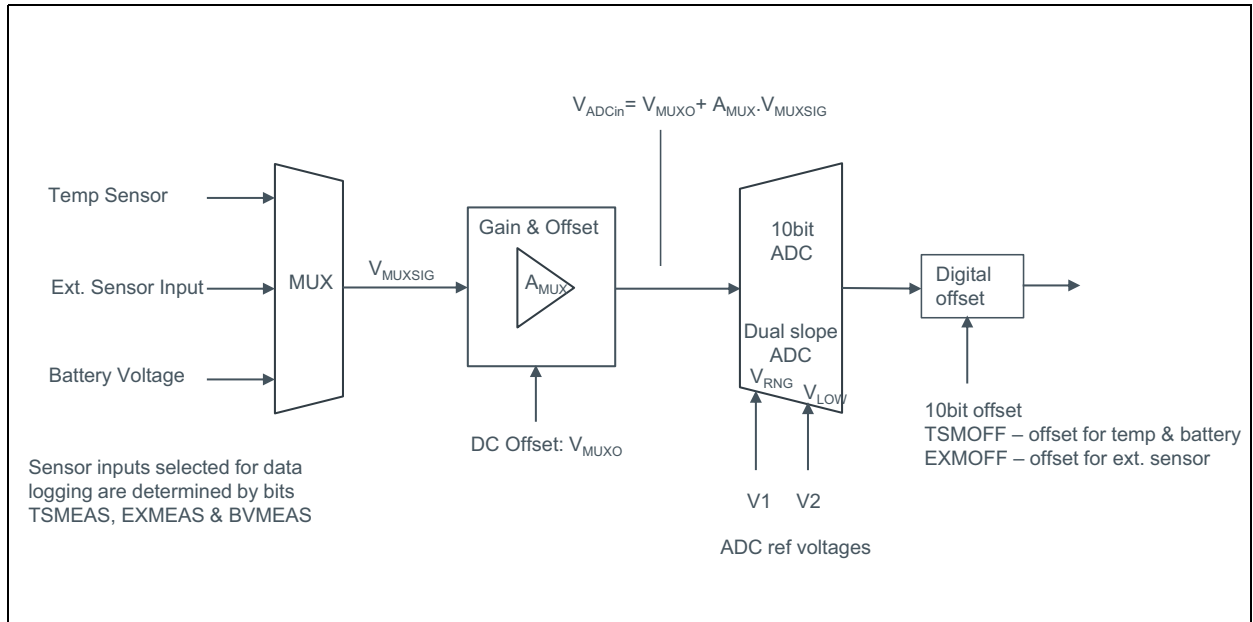 V_ADCin= V_MUXO+ A_MUX.V_MUXSIG
Temp Sensor
Ext. Sensor Input
Battery Voltage
MUX
V_MUXSIG
Gain & Offset
A_MUX
DC Offset: V_MUXO
10bit
ADC
Dual slope
ADC
V_RNG
V_LOW
V1 V2
ADC ref voltages
Digital
offset
10bit offset
TSMOFF – offset for temp & battery
EXMOFF – offset for ext. sensor
Sensor inputs selected for data
logging are determined by bits
TSMEAS, EXMEAS & BVMEAS